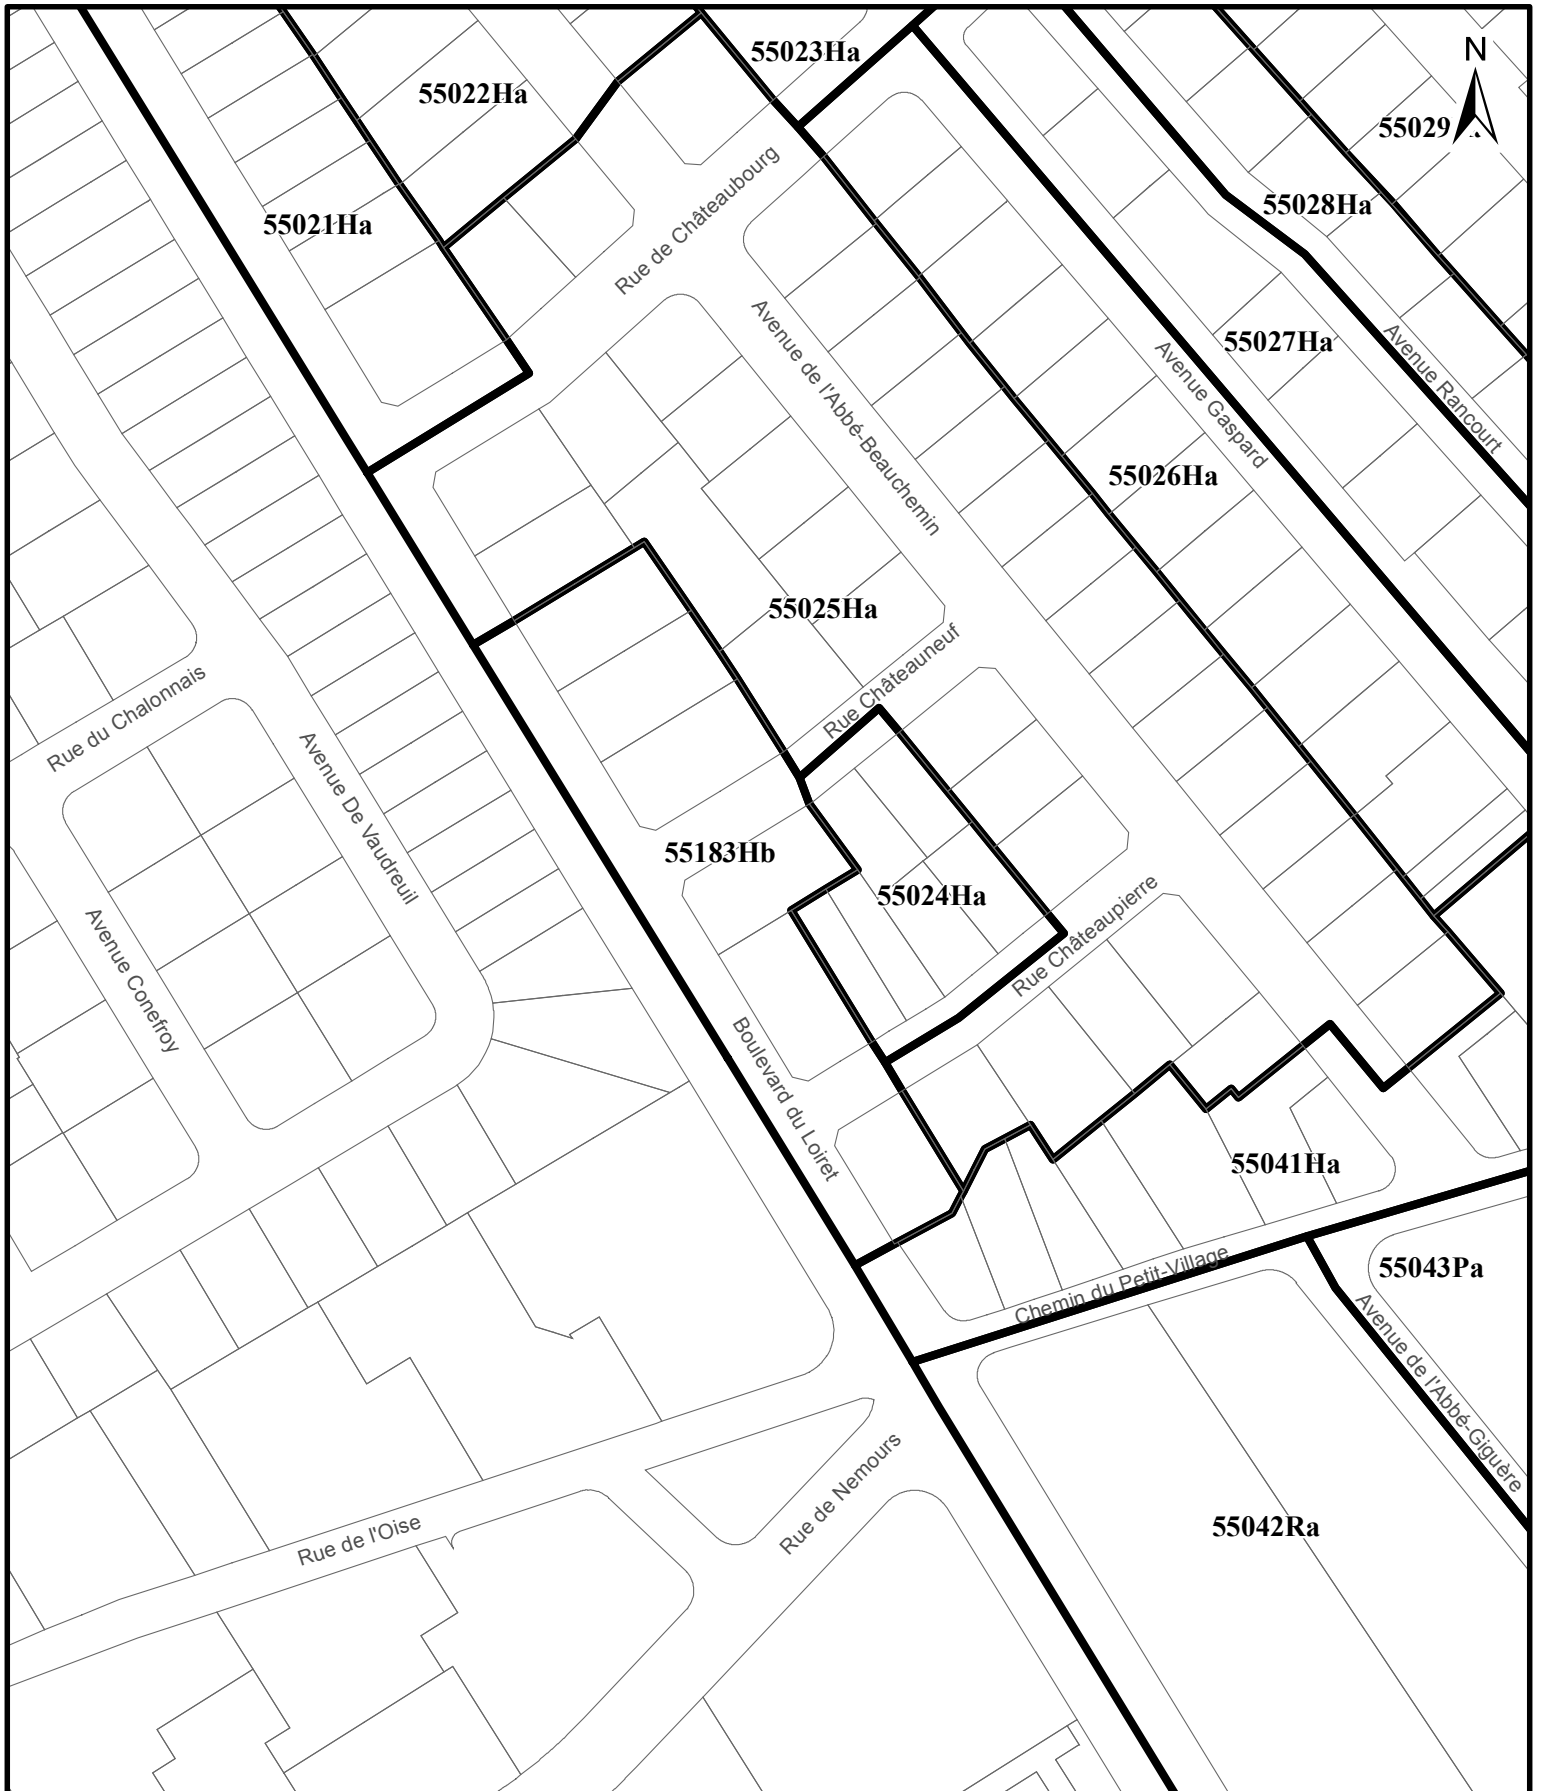 N
55023Ha
55022Ha
55029
55028Ha
55021Ha
Rue de Châteaubourg
55027Ha
Avenue Rancourt
Avenue de l'Abbé-Beauchemin
Avenue Gaspard
55026Ha
55025Ha
Rue Châteauneuf
Rue du Chalonnais
Avenue De Vaudreuil
55183Hb
55024Ha
Rue Châteaupierre
Avenue Conefroy
Boulevard du Loiret
55041Ha
Chemin du Petit-Village
55043Pa
Avenue de l'Abbé-Giguère
Rue de Nemours
55042Ra
Rue de l'Oise